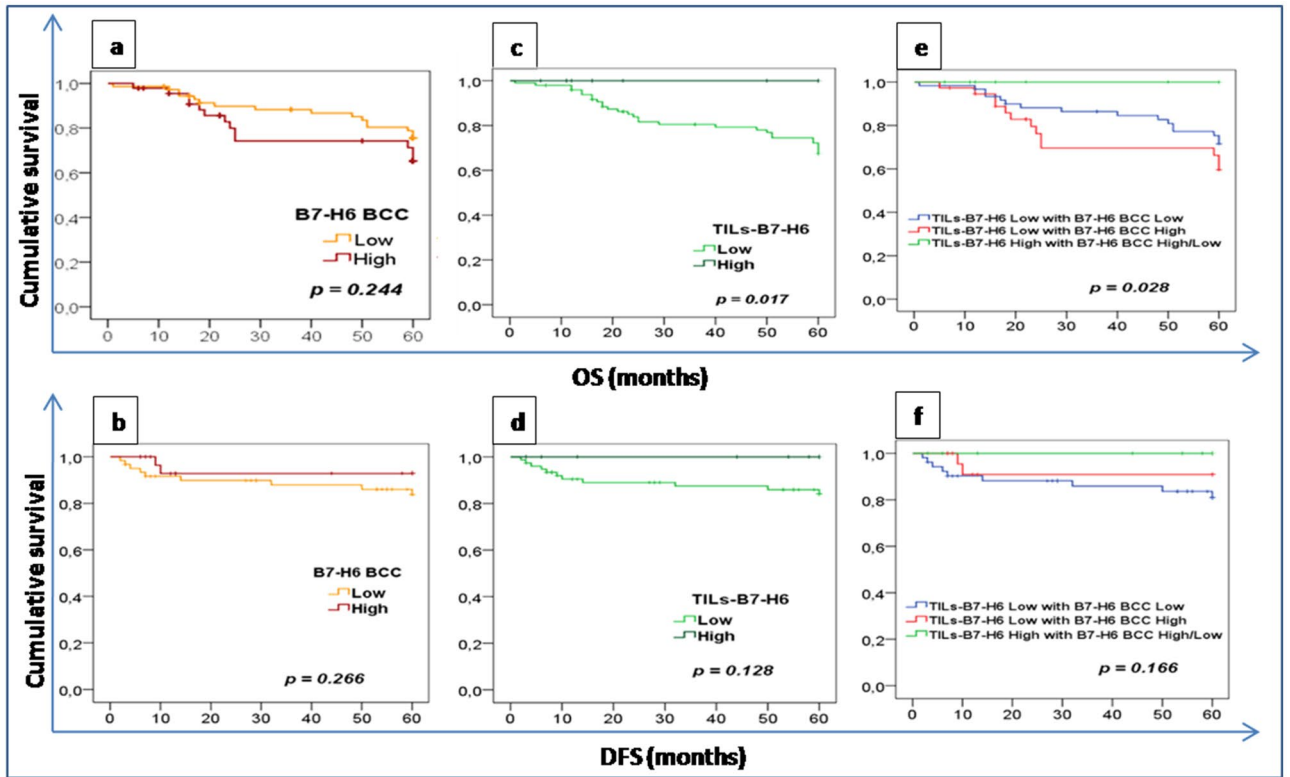 a
Cumulative survival
1,0
0,8
0,6
0,4
0,2
0,0
B7-H6 BCC
Low
High
p = 0.244
0 10 20 30 40 50 60
c
1,0
0,8
0,6
0,4
0,2
0,0
TILs-B7-H6
Low
High
p = 0.017
0 10 20 30 40 50 60
e
1,0
0,8
0,6
0,4
0,2
0,0
TILs-B7-H6 Low with B7-H6 BCC Low
TILs-B7-H6 Low with B7-H6 BCC High
TILs-B7-H6 High with B7-H6 BCC High/Low
p = 0.028
0 10 20 30 40 50 60
OS (months)
b
Cumulative survival
1,0
0,8
0,6
0,4
0,2
0,0
B7-H6 BCC
Low
High
p = 0.266
0 10 20 30 40 50 60
d
1,0
0,8
0,6
0,4
0,2
0,0
TILs-B7-H6
Low
High
p = 0.128
0 10 20 30 40 50 60
f
1,0
0,8
0,6
0,4
0,2
0,0
TILs-B7-H6 Low with B7-H6 BCC Low
TILs-B7-H6 Low with B7-H6 BCC High
TILs-B7-H6 High with B7-H6 BCC High/Low
p = 0.166
0 10 20 30 40 50 60
DFS (months)